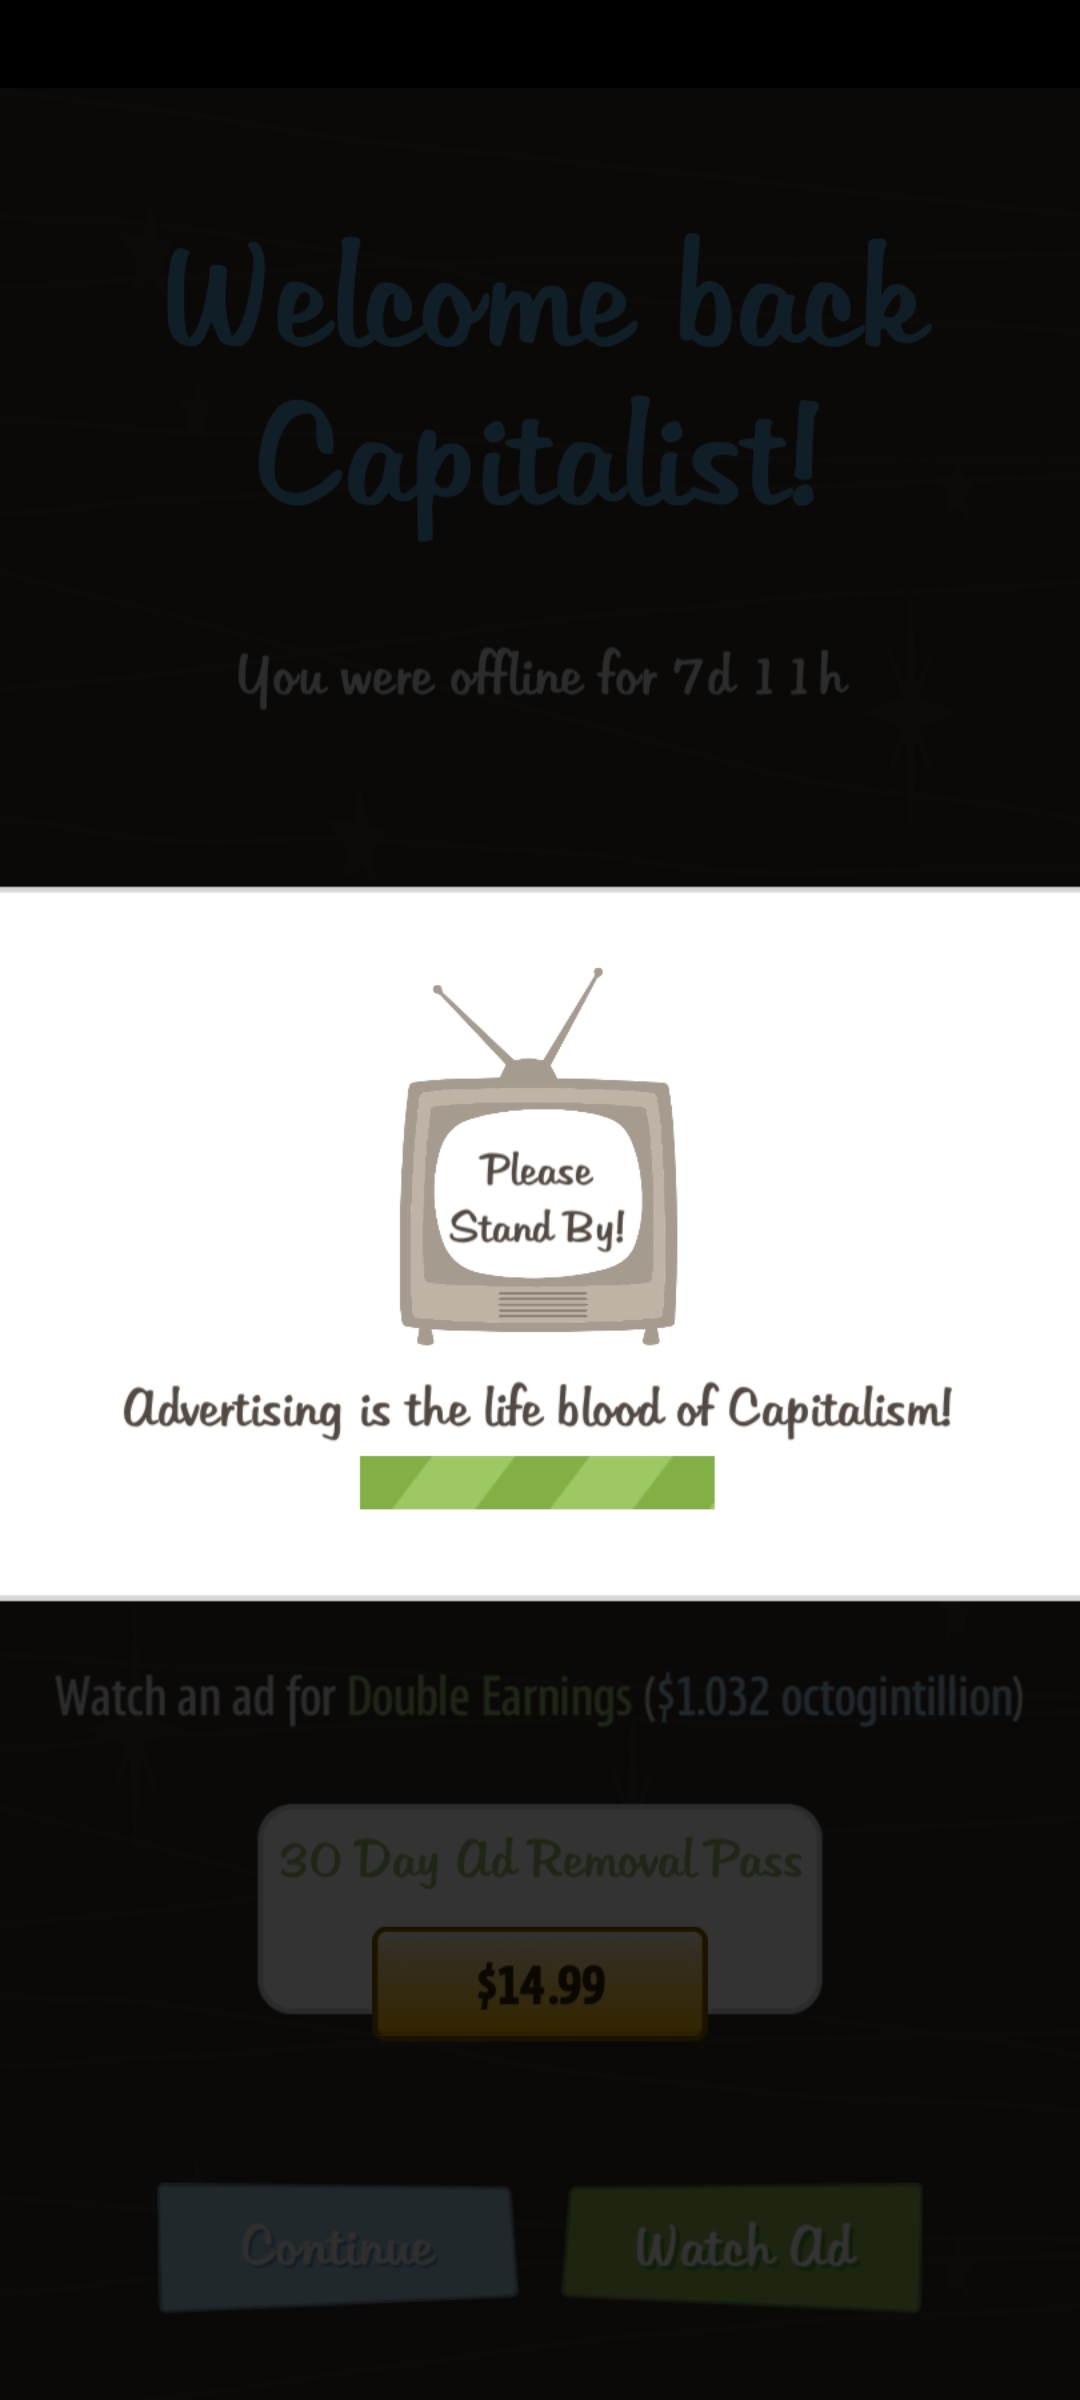 Welcome back
Capitalist!
You were offline for 7d 11h
Please
Stand By!
Advertising is the life blood of Capitalism!
Watch an ad for Double Earnings ($1.032 octogintillion)
30 Day Ad Removal Pass
$14.99
Continue
Watch Ad